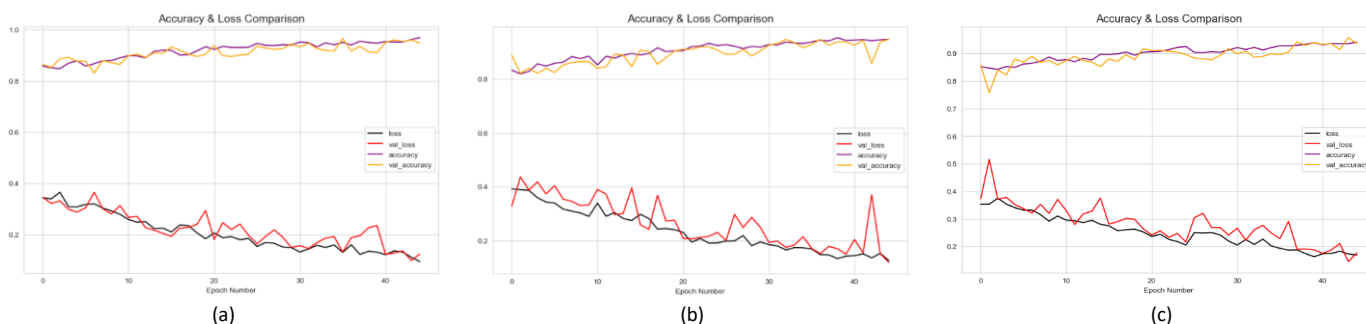 Accuracy & Loss Comparison
1.0
0.8
0.6
0.4
0.2
loss
val_loss
accuracy
val_accuracy
0
10
20
30
40
Epoch Number
(a)
Accuracy & Loss Comparison
0.8
0.6
0.4
0.2
loss
val_loss
accuracy
val_accuracy
0
10
20
30
40
Epoch Number
(b)
Accuracy & Loss Comparison
0.9
0.8
0.7
0.6
0.5
0.4
0.3
0.2
loss
val_loss
accuracy
val_accuracy
0
10
20
30
40
Epoch Number
(c)